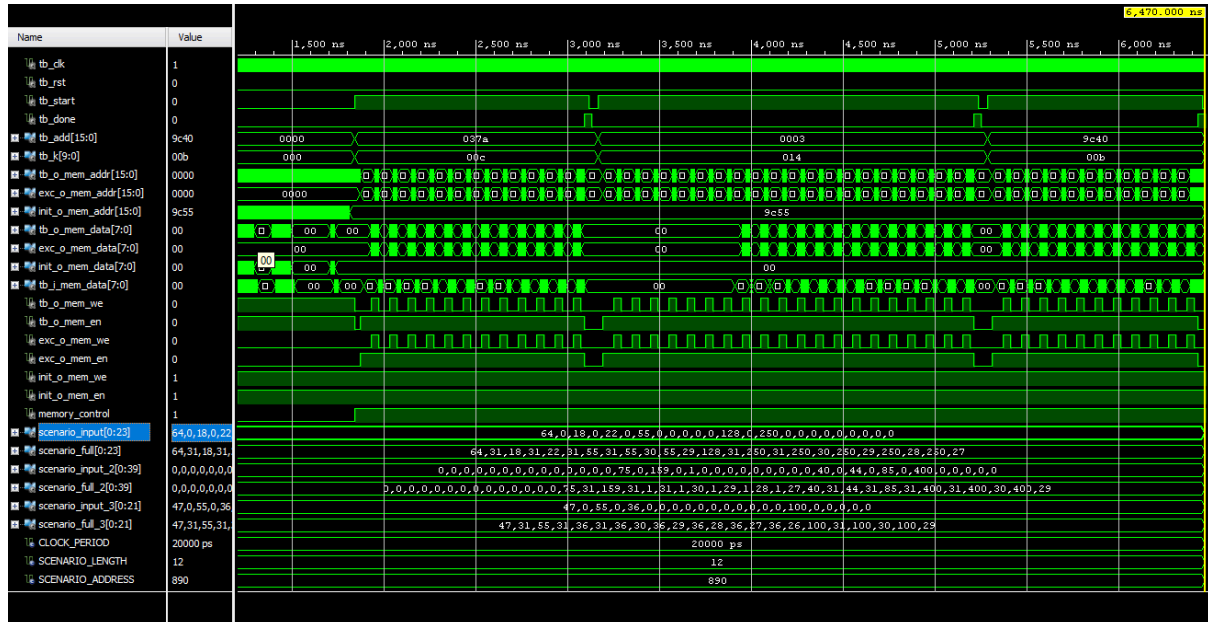 6,470.000 ns
Name Value
1,500 ns 2,000 ns 2,500 ns 3,000 ns 3,500 ns 4,000 ns 4,500 ns 5,000 ns 5,500 ns 6,000 ns
tb_clk 1
tb_rst 0
tb_start 0
tb_done 0
tb_add[15:0] 9c40 0000 037a 0003 9c40
tb_k[9:0] 00b 000 00c 014 00b
tb_o_mem_addr[15:0] 0000
exc_o_mem_addr[15:0] 0000 0000
init_o_mem_addr[15:0] 9c55 9c55
tb_o_mem_data[7:0] 00 00 00 00 00
exc_o_mem_data[7:0] 00 00 00 00
00
init_o_mem_data[7:0] 00 00 00
tb_i_mem_data[7:0] 00 00 00 00 00
tb_o_mem_we 0
tb_o_mem_en 0
exc_o_mem_we 0
exc_o_mem_en 0
init_o_mem_we 1
init_o_mem_en 1
memory_control 1
scenario_input[0:23] 64,0,18,0,22 64,0,18,0,22,0,55,0,0,0,0,0,128,0,250,0,0,0,0,0,0,0,0,0
scenario_full[0:23] 64,31,18,31, 64,31,18,31,22,31,55,31,55,30,55,29,128,31,250,31,250,30,250,29,250,28,250,27
scenario_input_2[0:39] 0,0,0,0,0,0,0 0,0,0,0,0,0,0,0,0,0,0,0,0,0,75,0,159,0,1,0,0,0,0,0,0,0,0,0,40,0,44,0,85,0,400,0,0,0,0,0
scenario_full_2[0:39] 0,0,0,0,0,0,0 0,0,0,0,0,0,0,0,0,0,0,0,0,0,75,31,159,31,1,31,1,30,1,29,1,28,1,27,40,31,44,31,85,31,400,31,400,30,400,29
scenario_input_3[0:21] 47,0,55,0,36 47,0,55,0,36,0,0,0,0,0,0,0,0,0,0,0,100,0,0,0,0,0
scenario_full_3[0:21] 47,31,55,31, 47,31,55,31,36,31,36,30,36,29,36,28,36,27,36,26,100,31,100,30,100,29
CLOCK_PERIOD 20000 ps 20000 ps
SCENARIO_LENGTH 12 12
SCENARIO_ADDRESS 890 890